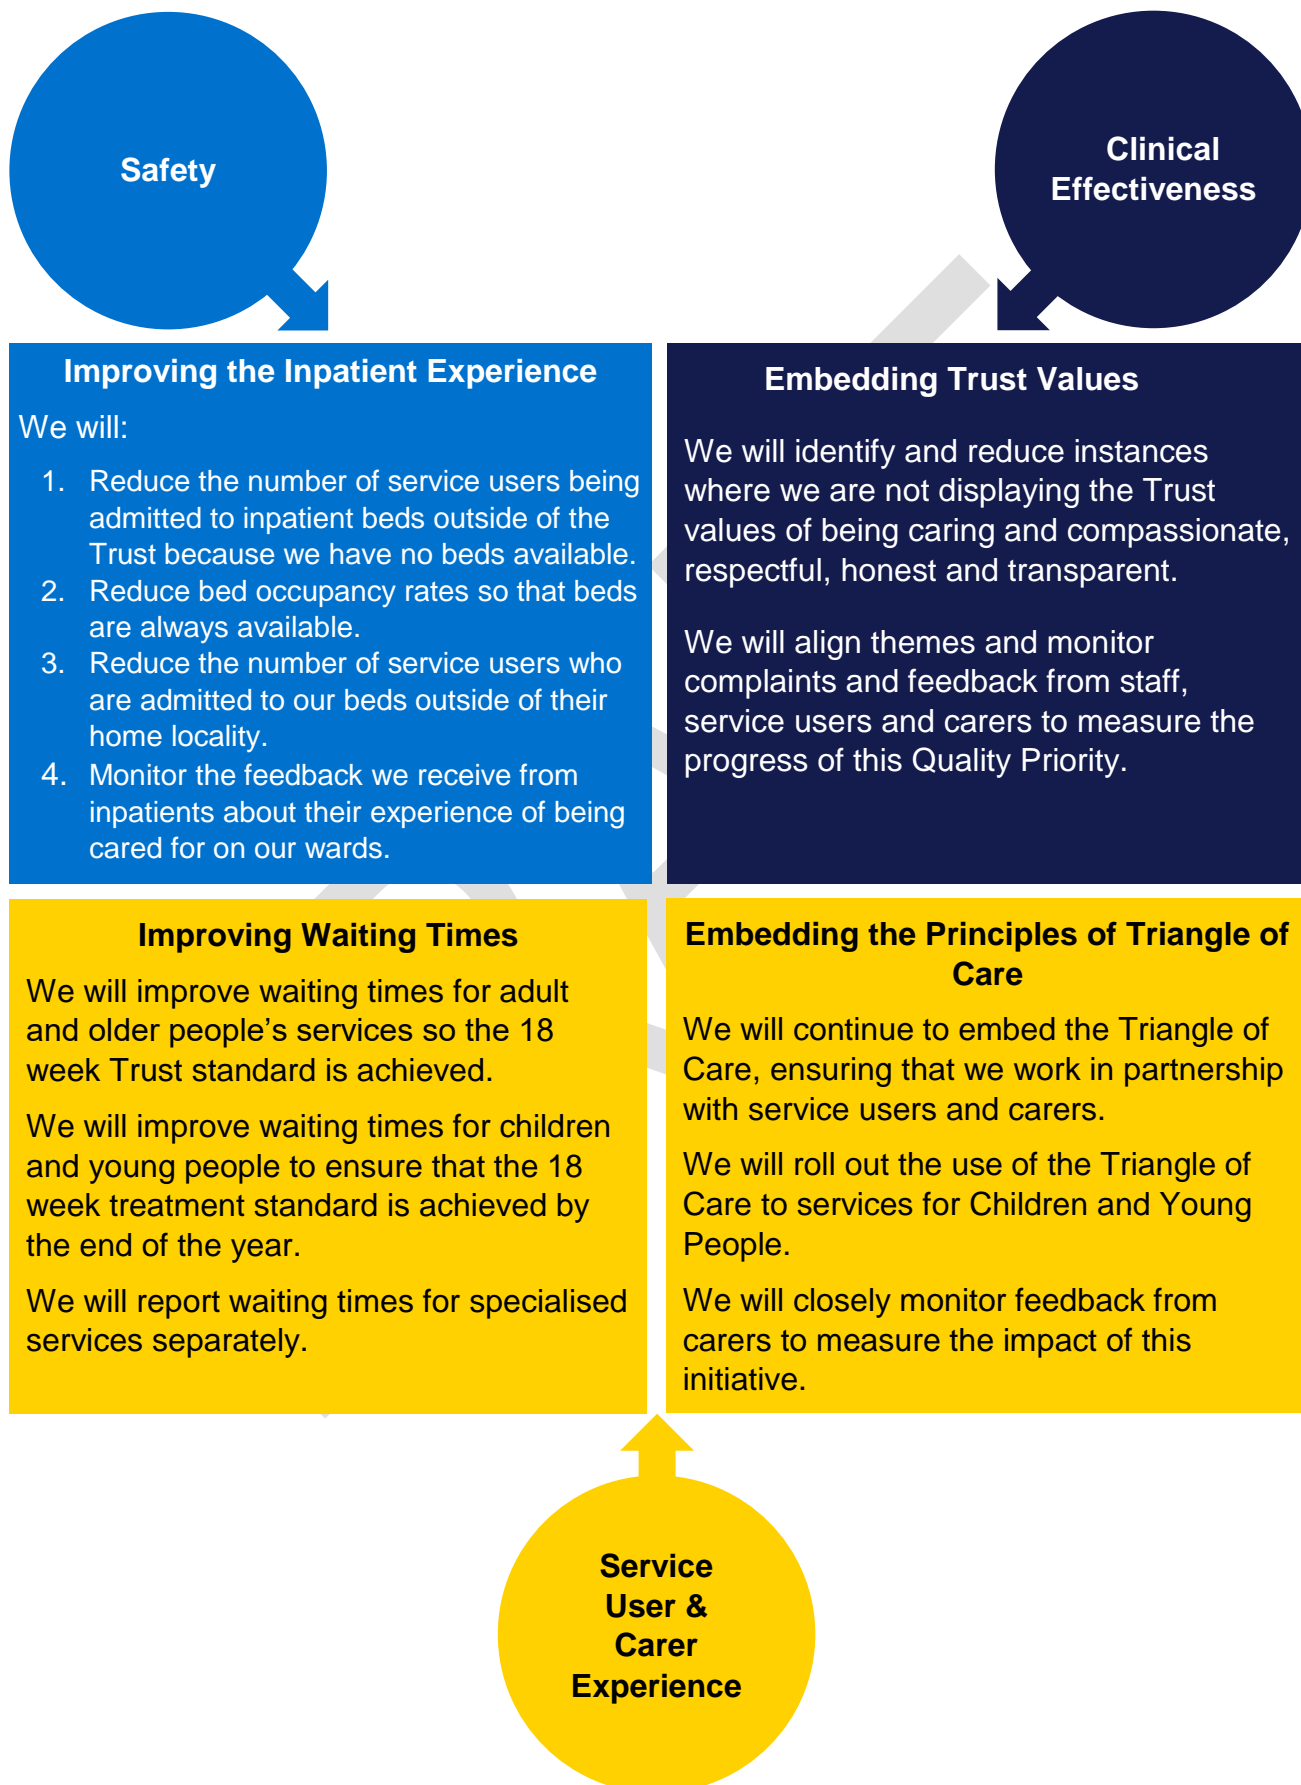 Safety
Clinical
Effectiveness
Improving the Inpatient Experience
We will:
1. Reduce the number of service users being
admitted to inpatient beds outside of the
Trust because we have no beds available.
2. Reduce bed occupancy rates so that beds
are always available.
3. Reduce the number of service users who
are admitted to our beds outside of their
home locality.
4. Monitor the feedback we receive from
inpatients about their experience of being
cared for on our wards.
Embedding Trust Values
We will identify and reduce instances
where we are not displaying the Trust
values of being caring and compassionate,
respectful, honest and transparent.
We will align themes and monitor
complaints and feedback from staff,
service users and carers to measure the
progress of this Quality Priority.
Improving Waiting Times
We will improve waiting times for adult
and older people’s services so the 18
week Trust standard is achieved.
We will improve waiting times for children
and young people to ensure that the 18
week treatment standard is achieved by
the end of the year.
We will report waiting times for specialised
services separately.
Embedding the Principles of Triangle of
Care
We will continue to embed the Triangle of
Care, ensuring that we work in partnership
with service users and carers.
We will roll out the use of the Triangle of
Care to services for Children and Young
People.
We will closely monitor feedback from
carers to measure the impact of this
initiative.
Service
User &
Carer
Experience